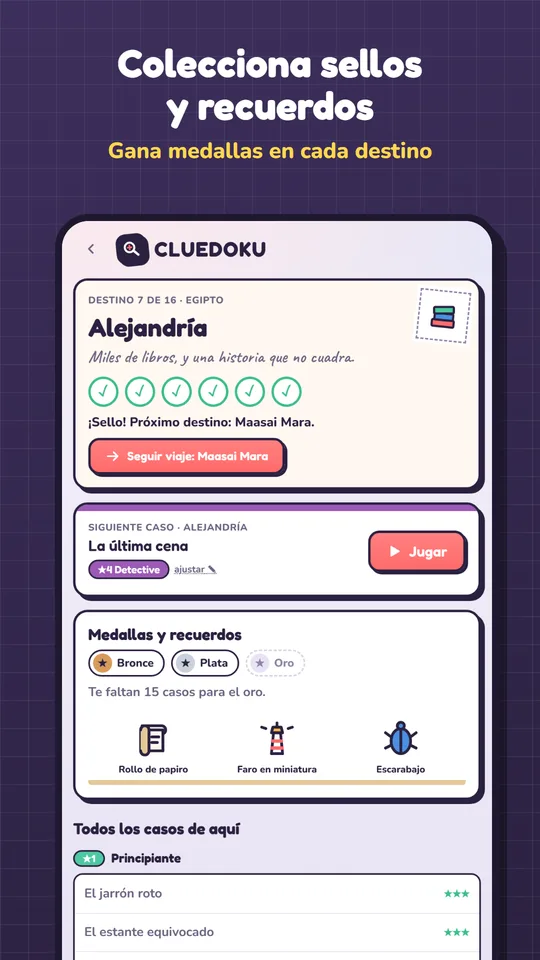 Colecciona sellos
y recuerdos
Gana medallas en cada destino
CLUEDOKU
DESTINO 7 DE 16 · EGIPTO
Alejandría
Miles de libros, y una historia que no cuadra.
¡Sello! Próximo destino: Maasai Mara.
→ Seguir viaje: Maasai Mara
SIGUIENTE CASO · ALEJANDRÍA
La última cena
★4 Detective ajustar ✎
▶ Jugar
Medallas y recuerdos
★ Bronce ★ Plata ★ Oro
Te faltan 15 casos para el oro.
Rollo de papiro Faro en miniatura Escarabajo
Todos los casos de aquí
★1 Principiante
El jarrón roto ★★★
El estante equivocado ★★★